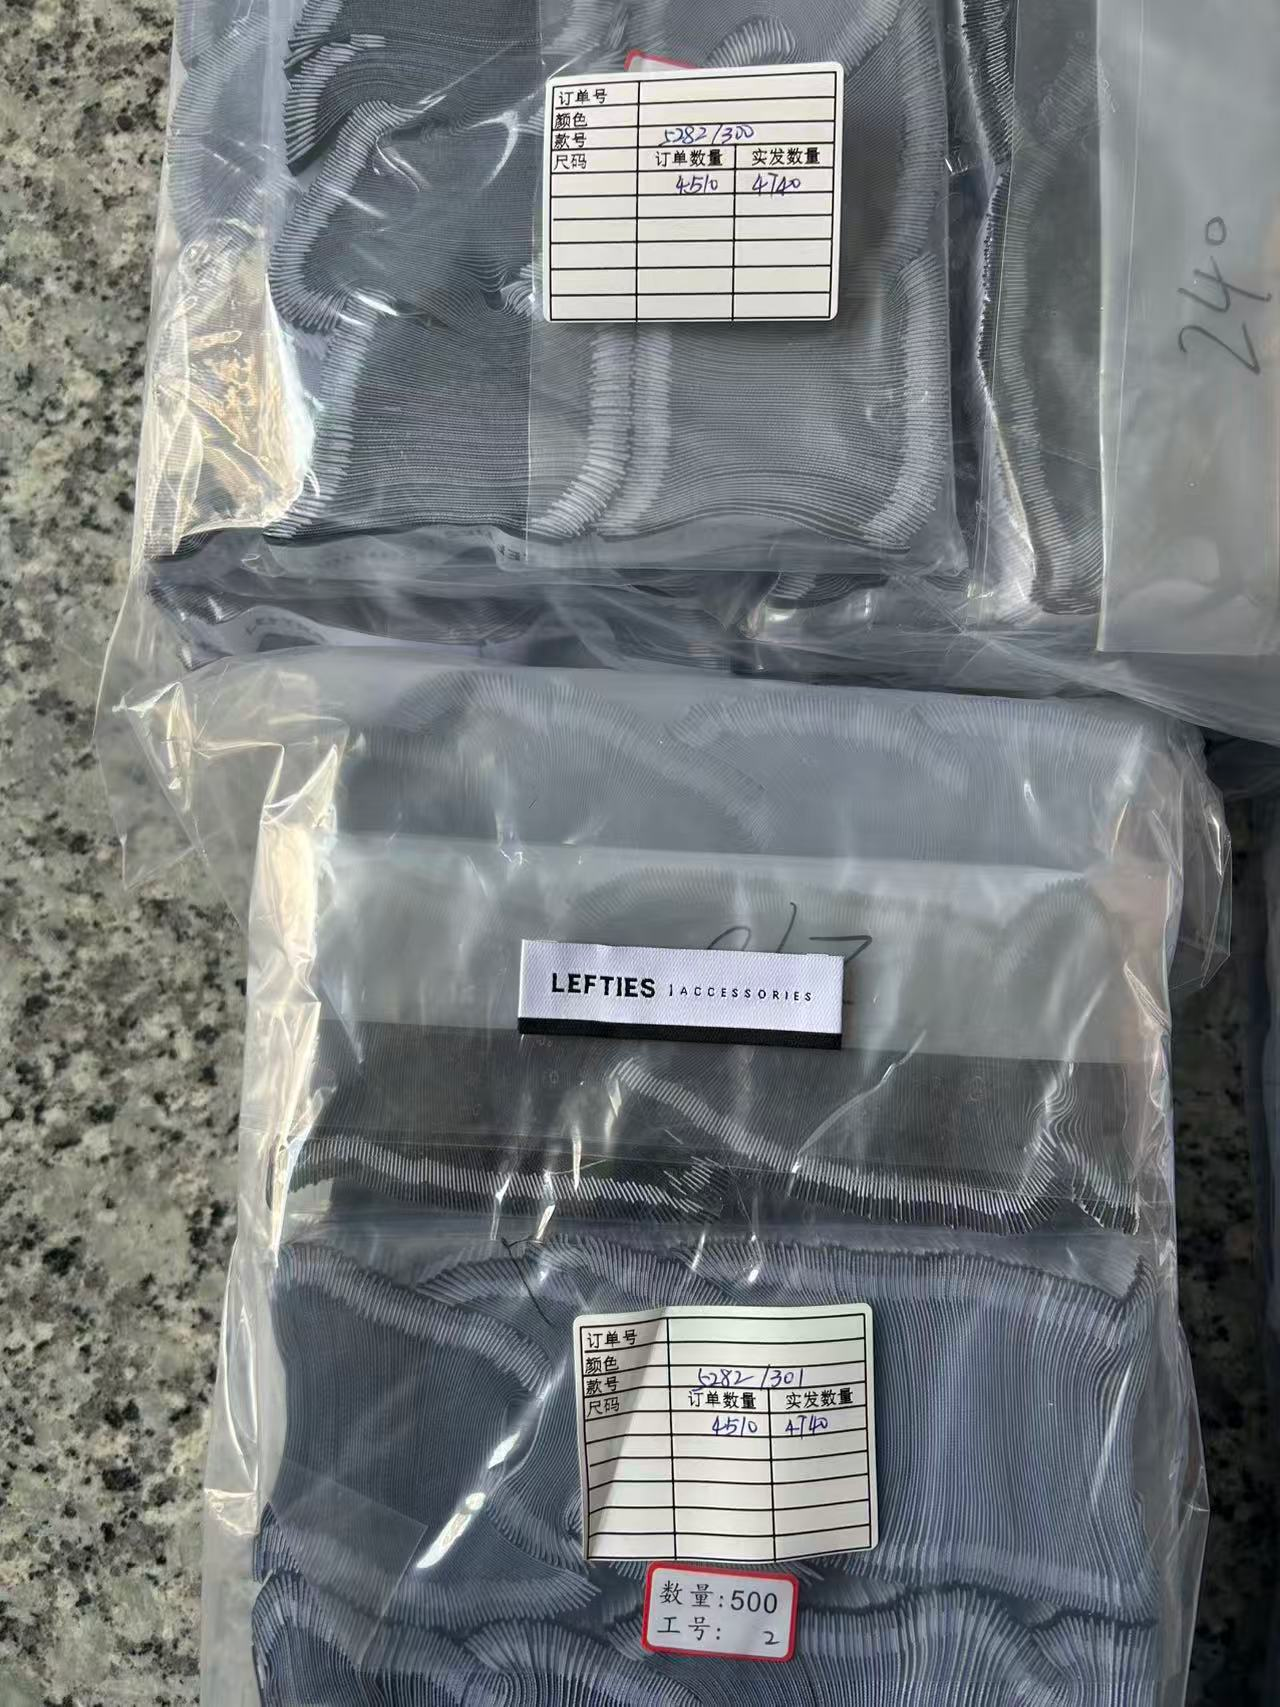 订单号
颜色
款号 5282/300
尺码 订单数量 实发数量
4510 4740
240
LEFTIES | ACCESSORIES
订单号
颜色
款号 5282/301
尺码 订单数量 实发数量
4510 4740
数量:500
工号: 2